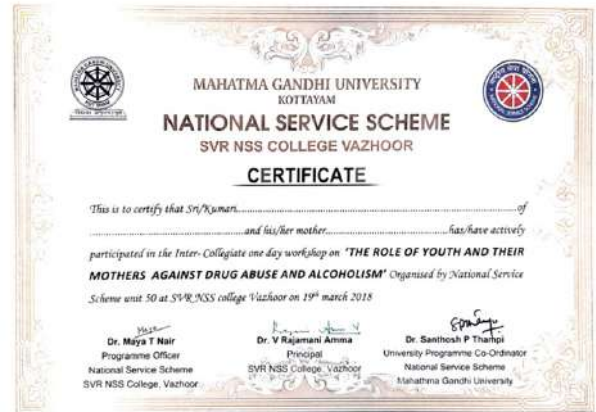 MAHATMA GANDHI UNIVERSITY
KOTTAYAM
NATIONAL SERVICE SCHEME
SVR NSS COLLEGE VAZHOOR
CERTIFICATE
This is to certify that Sri/Kumari..........of
..........and his/her mother..........has/have actively
participated in the Inter- Collegiate one day workshop on 'THE ROLE OF YOUTH AND THEIR
MOTHERS AGAINST DRUG ABUSE AND ALCOHOLISM' Organised by National Service
Scheme unit 50 at SVR NSS college Vazhoor on 19th march 2018
Dr. Maya T Nair
Programme Officer
National Service Scheme
SVR NSS College, Vazhoor
Dr. V Rajamani Amma
Principal
SVR NSS College, Vazhoor
Dr. Santhosh P Thampi
University Programme Co-Ordinator
National Service Scheme
Mahathma Gandhi University